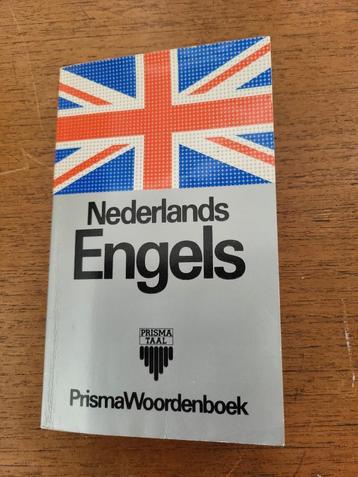 Nederlands
Engels
PRISMA
TAAL
PrismaWoordenboek